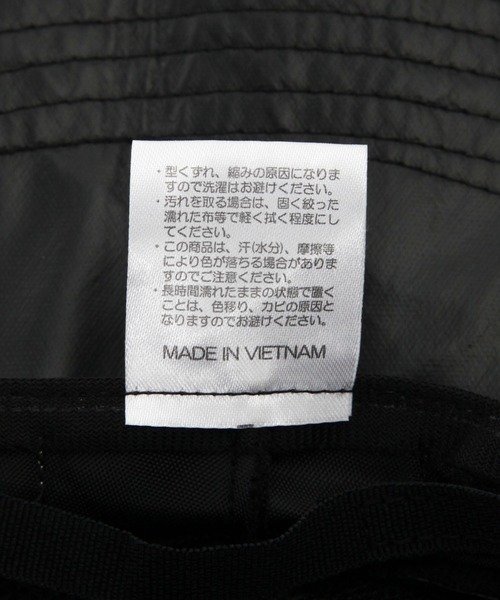 ・型くずれ、縮みの原因になりま
すので洗濯はお避けください。
・汚れを取る場合は、固く絞った
濡れた布等で軽く拭く程度にし
てください。
・この商品は、汗(水分)、摩擦等
により色が落ちる場合がありま
すのでご注意ください。
・長時間濡れたままの状態で置く
ことは、色移り、カビの原因と
なりますのでお避けください。
MADE IN VIETNAM